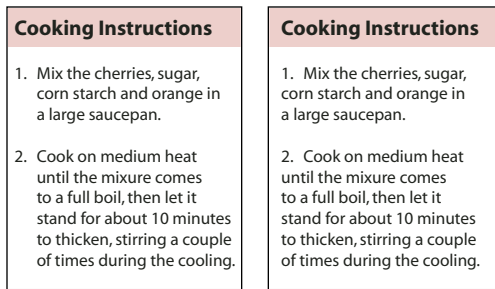 Cooking Instructions
1. Mix the cherries, sugar,
corn starch and orange in
a large saucepan.
2. Cook on medium heat
until the mixure comes
to a full boil, then let it
stand for about 10 minutes
to thicken, stirring a couple
of times during the cooling.
Cooking Instructions
1. Mix the cherries, sugar,
corn starch and orange in
a large saucepan.
2. Cook on medium heat
until the mixure comes
to a full boil, then let it
stand for about 10 minutes
to thicken, stirring a couple
of times during the cooling.